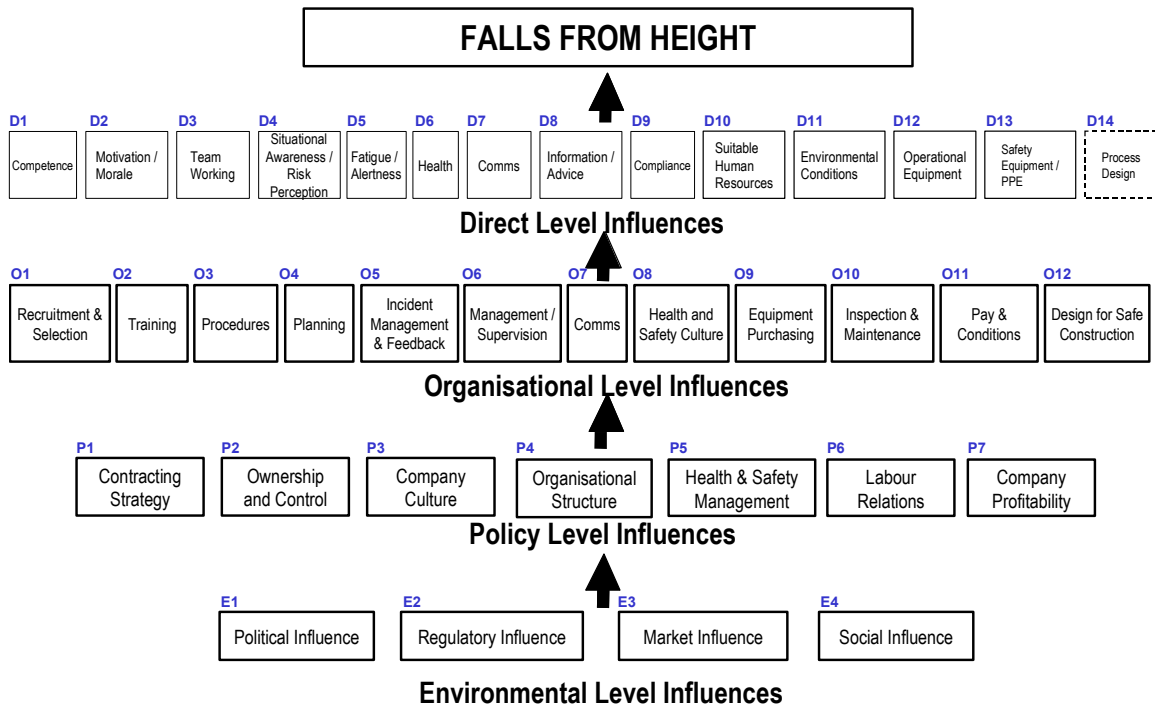 FALLS FROM HEIGHT
D1
D2
D3
D4
D5
D6
D7
D8
D9
D10
D11
D12
D13
D14
Competence
Motivation /
Morale
Team
Working
Situational
Awareness /
Risk
Perception
Fatigue /
Alertness
Health
Comms
Information /
Advice
Compliance
Suitable
Human
Resources
Environmental
Conditions
Operational
Equipment
Safety
Equipment /
PPE
Process
Design
Direct Level Influences
O1
O2
O3
O4
O5
O6
O7
O8
O9
O10
O11
O12
Recruitment &
Selection
Training
Procedures
Planning
Incident
Management
& Feedback
Management /
Supervision
Comms
Health and
Safety Culture
Equipment
Purchasing
Inspection &
Maintenance
Pay &
Conditions
Design for Safe
Construction
Organisational Level Influences
P1
P2
P3
P4
P5
P6
P7
Contracting
Strategy
Ownership
and Control
Company
Culture
Organisational
Structure
Health & Safety
Management
Labour
Relations
Company
Profitability
Policy Level Influences
E1
E2
E3
E4
Political Influence
Regulatory Influence
Market Influence
Social Influence
Environmental Level Influences